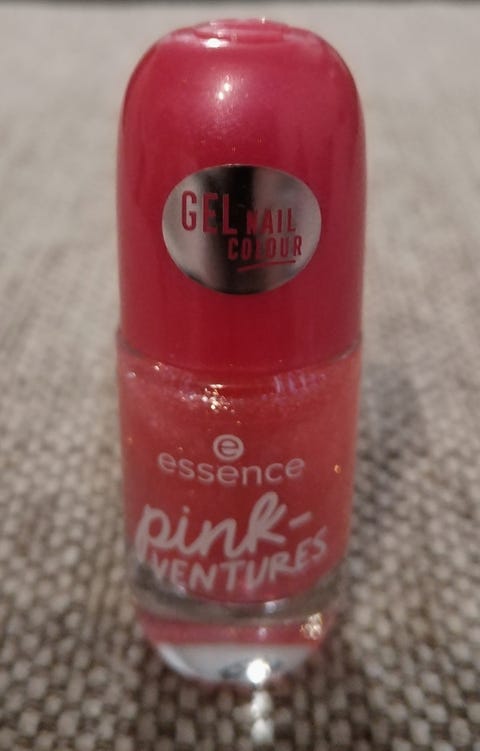 GEL NAIL
COLOUR
e
essence
pink-
VENTURES